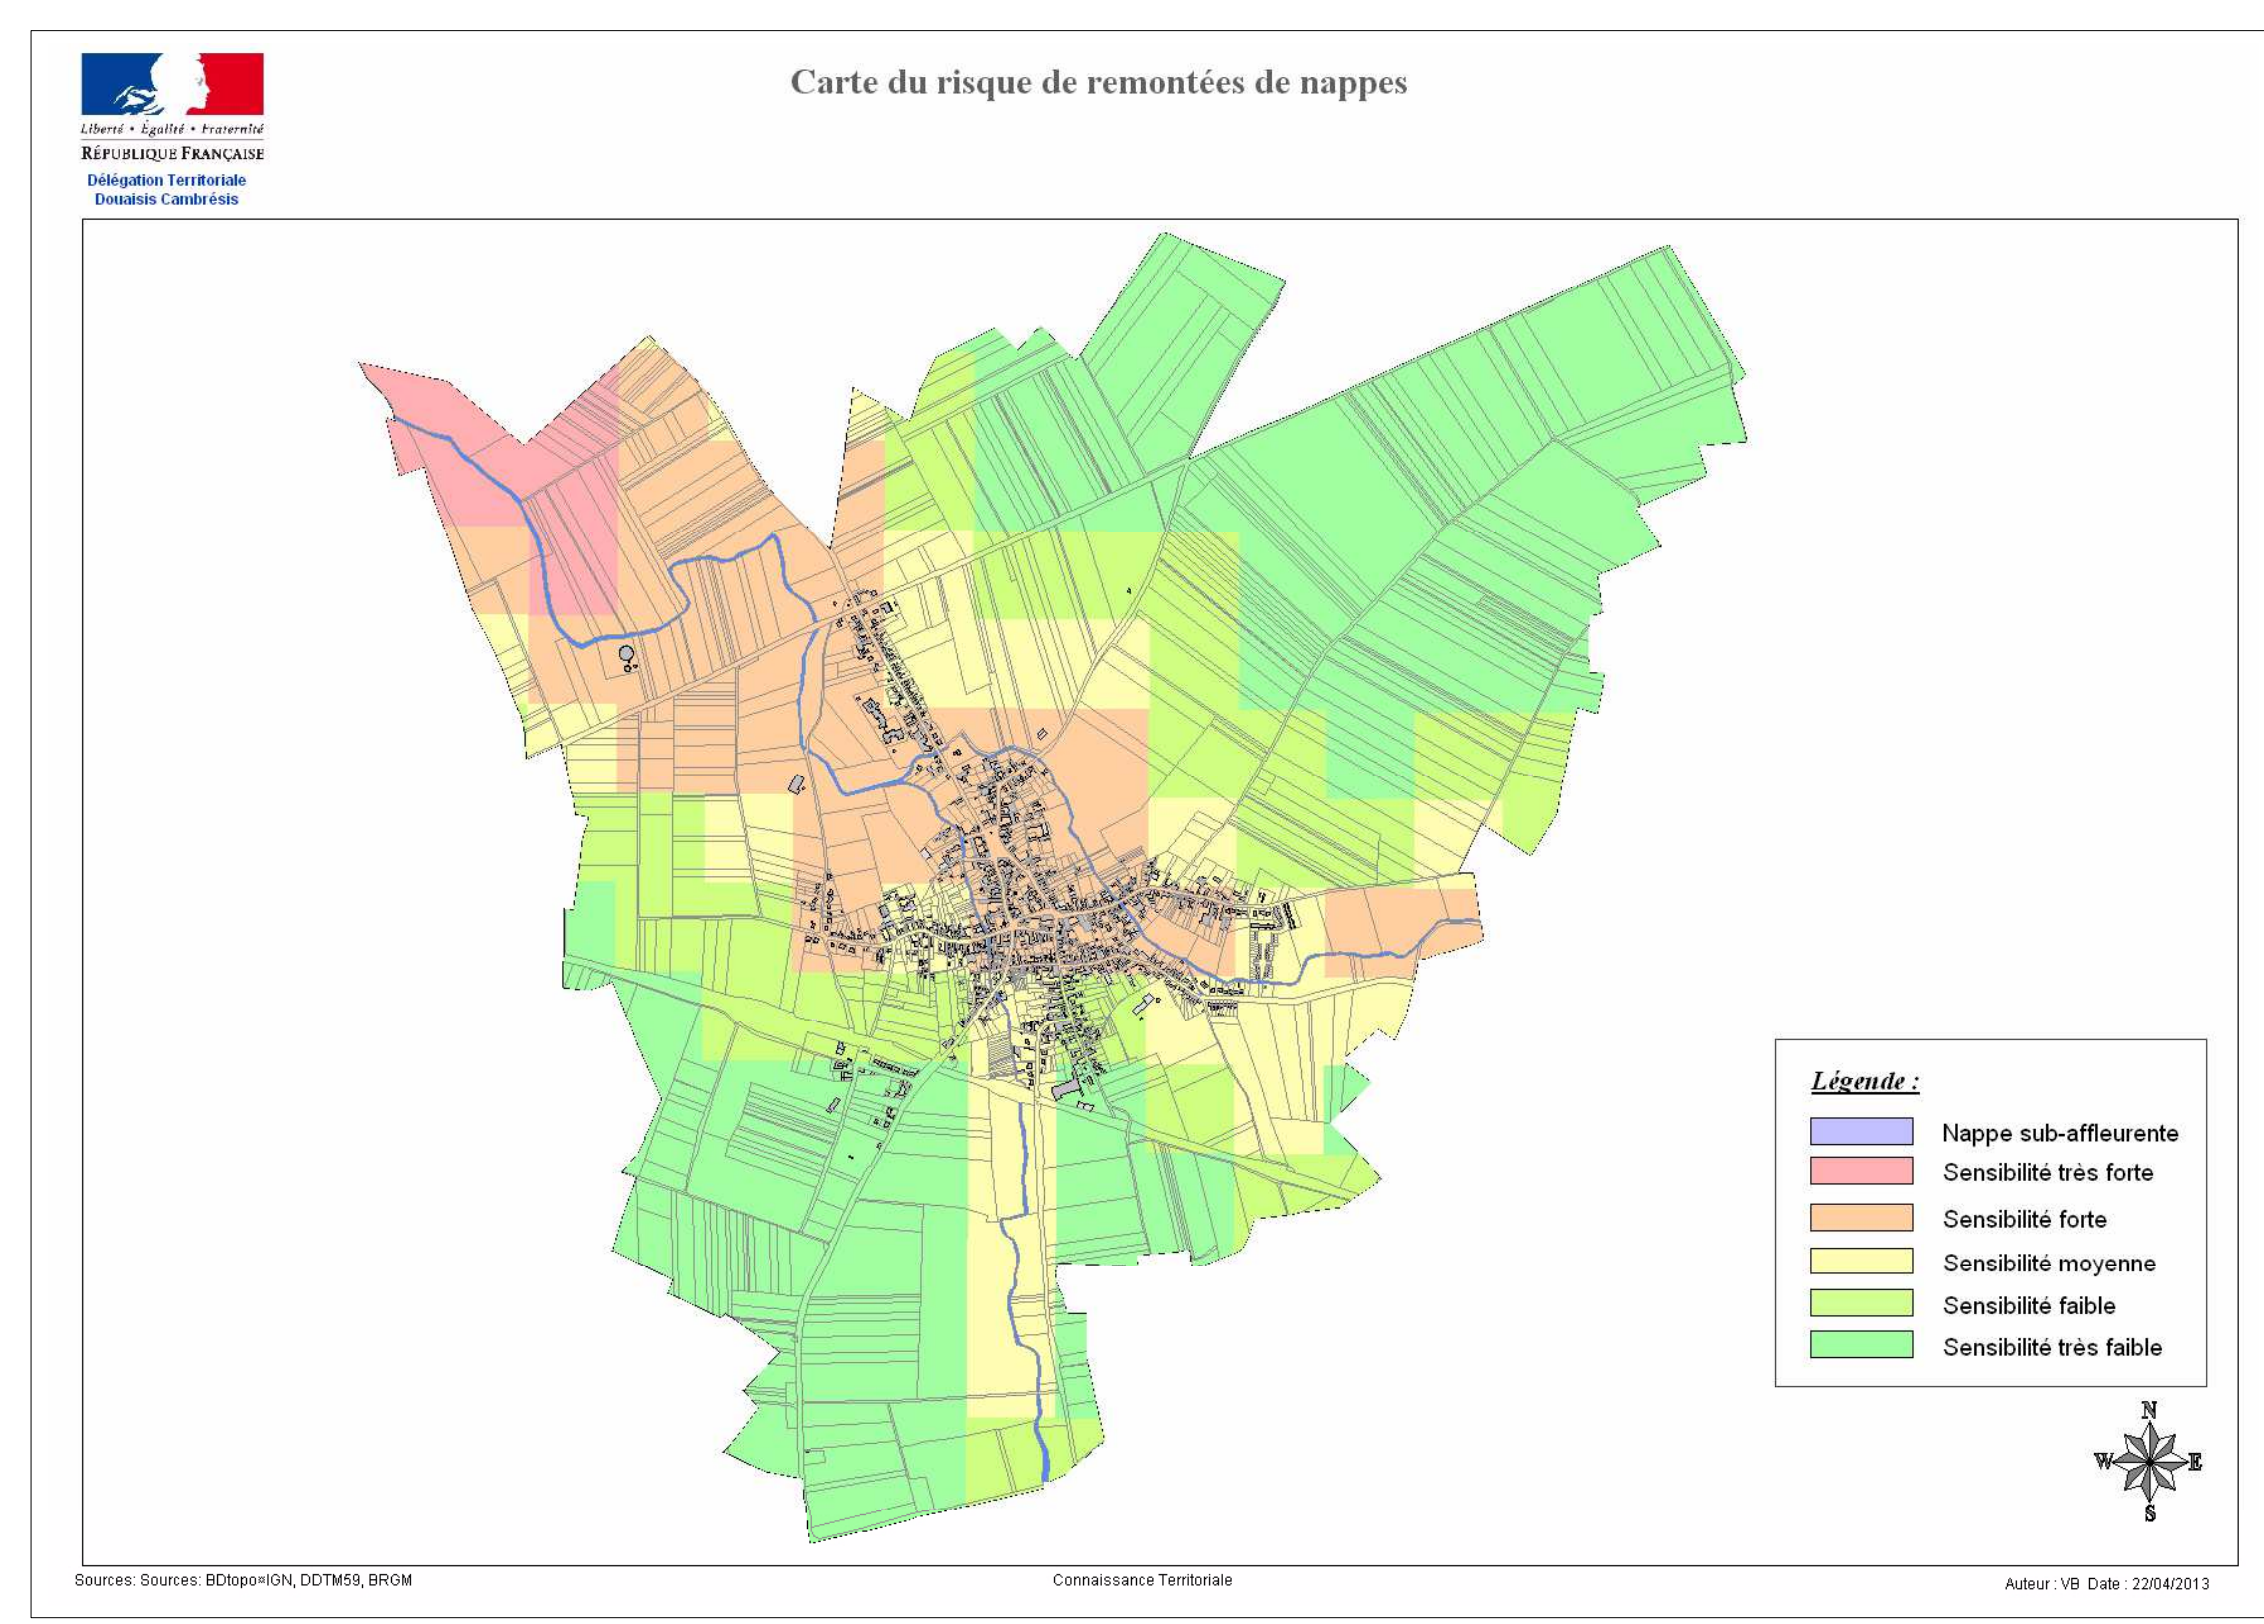 Carte du risque de remontées de nappes
Liberté • Égalité • Fraternité
RÉPUBLIQUE FRANÇAISE
Délégation Territoriale
Douaisis Cambrésis
Légende :
Nappe sub-affleurente
Sensibilité très forte
Sensibilité forte
Sensibilité moyenne
Sensibilité faible
Sensibilité très faible
N
W E
S
Sources: Sources: BDtopo¤IGN, DDTM59, BRGM
Connaissance Territoriale
Auteur : VB Date : 22/04/2013